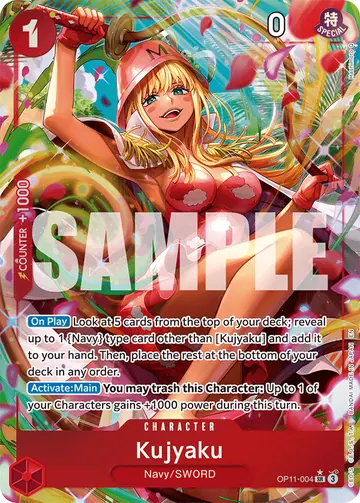 1
0
特
SPECIAL
COUNTER +1000
M
SAMPLE
On Play Look at 5 cards from the top of your deck; reveal
up to 1 {Navy} type card other than [Kujyaku] and add it
to your hand. Then, place the rest at the bottom of your
deck in any order.
Activate:Main You may trash this Character: Up to 1 of
your Characters gains +1000 power during this turn.
CHARACTER
Kujyaku
Navy/SWORD
OP11-004 SR 3